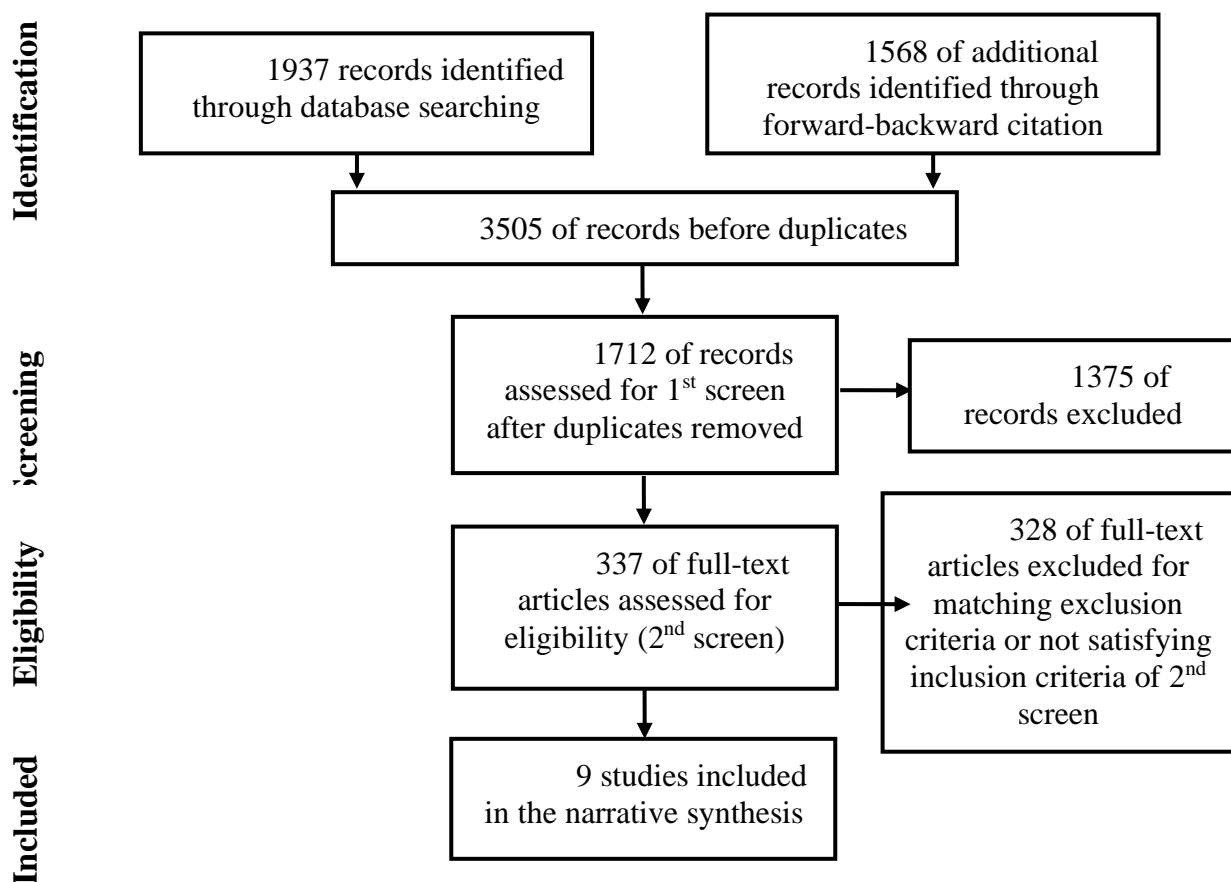 Identification
1937 records identified
through database searching
1568 of additional
records identified through
forward-backward citation
3505 of records before duplicates
Screening
1712 of records
assessed for 1st screen
after duplicates removed
1375 of
records excluded
Eligibility
337 of full-text
articles assessed for
eligibility (2nd screen)
328 of full-text
articles excluded for
matching exclusion
criteria or not satisfying
inclusion criteria of 2nd
screen
Included
9 studies included
in the narrative synthesis